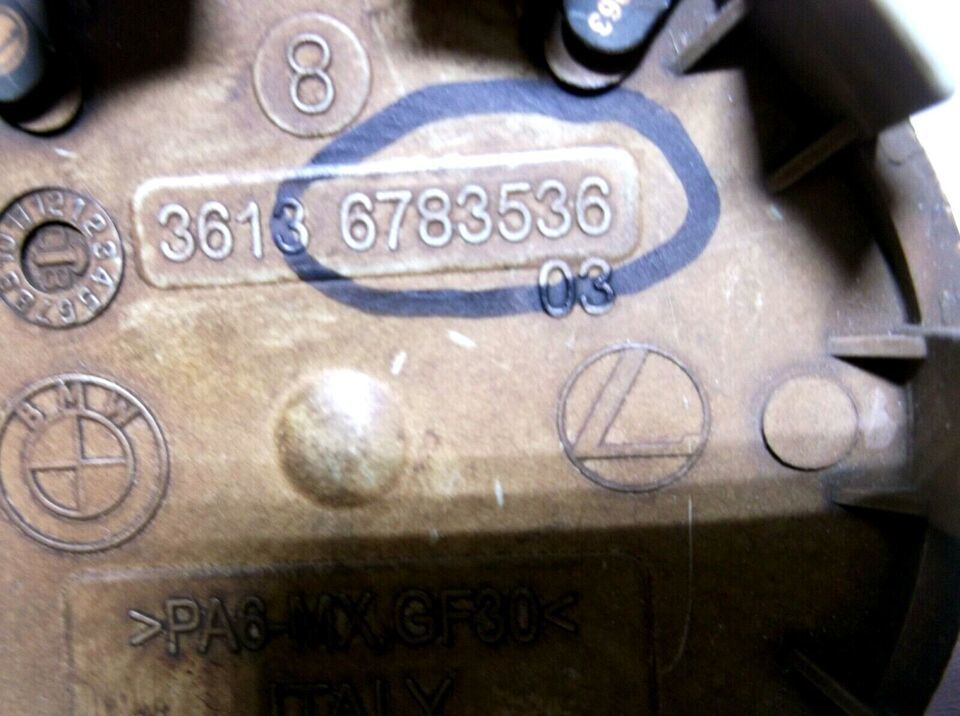 8
3613 6783536
03
BMW
>PA6-MX.GF30<
ITALY